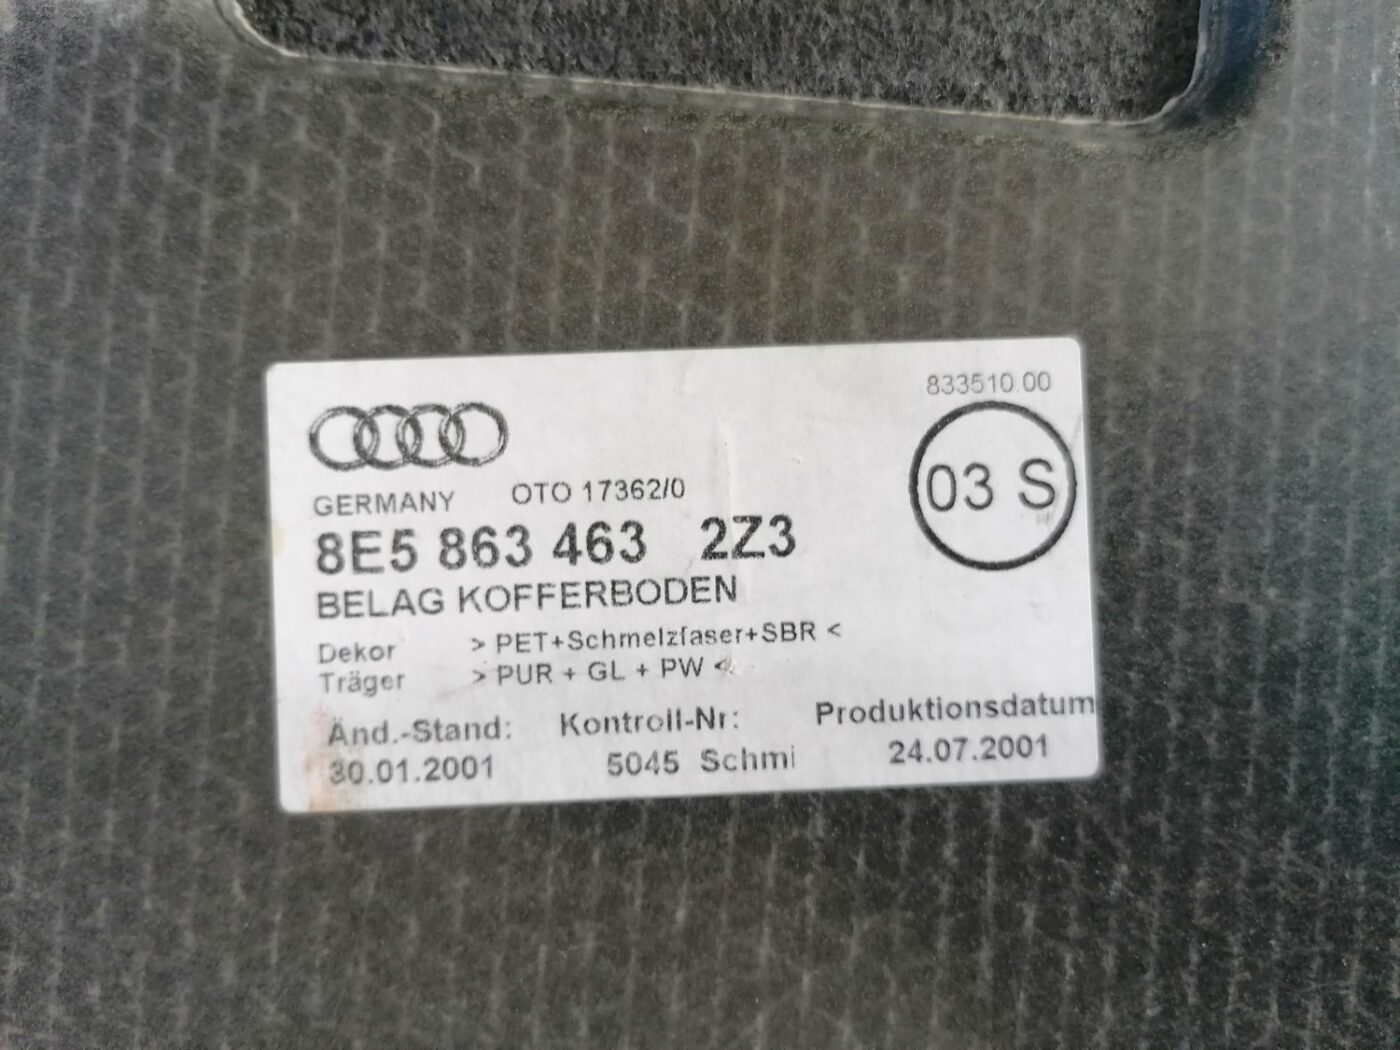 833510.00
03 S
GERMANY OTO 17362/0
8E5 863 463 2Z3
BELAG KOFFERBODEN
Dekor > PET+Schmelzfaser+SBR <
Träger > PUR + GL + PW <
Änd.-Stand: Kontroll-Nr: Produktionsdatum
30.01.2001 5045 Schmi 24.07.2001